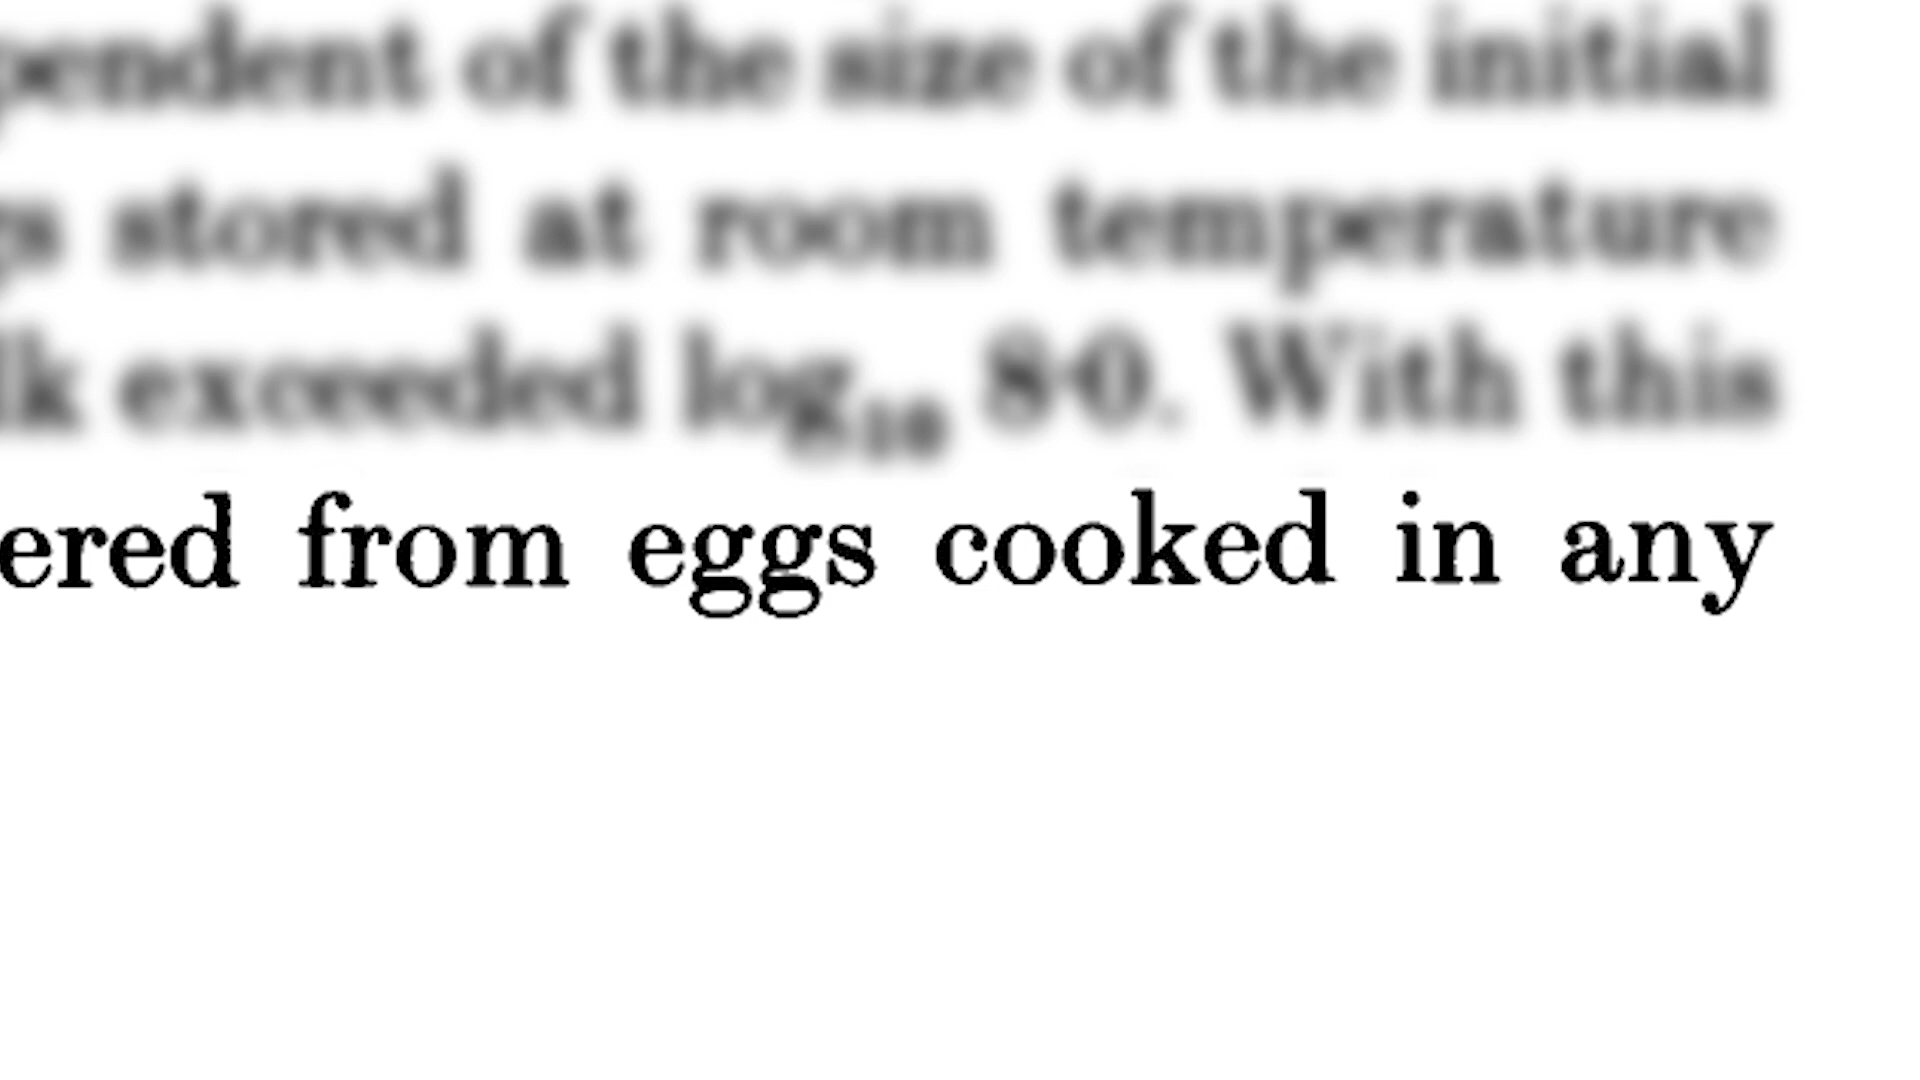 pendent of the size of the initial
gs stored at room temperature
lk exceeded log₁₀ 8·0. With this
ered from eggs cooked in any